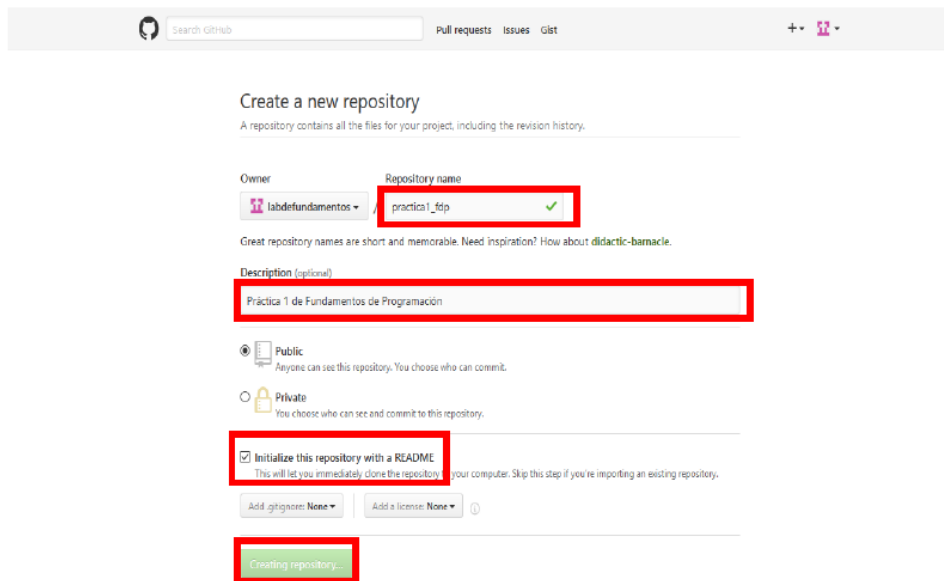 Search GitHub Pull requests Issues Gist
Create a new repository
A repository contains all the files for your project, including the revision history.
Owner Repository name
labdefundamentos / practica1_fdp
Great repository names are short and memorable. Need inspiration? How about didactic-barnacle.
Description (optional)
Práctica 1 de Fundamentos de Programación
Public
Anyone can see this repository. You choose who can commit.
Private
You choose who can see and commit to this repository.
Initialize this repository with a README
This will let you immediately clone the repository to your computer. Skip this step if you're importing an existing repository.
Add .gitignore: None Add a license: None
Creating repository...